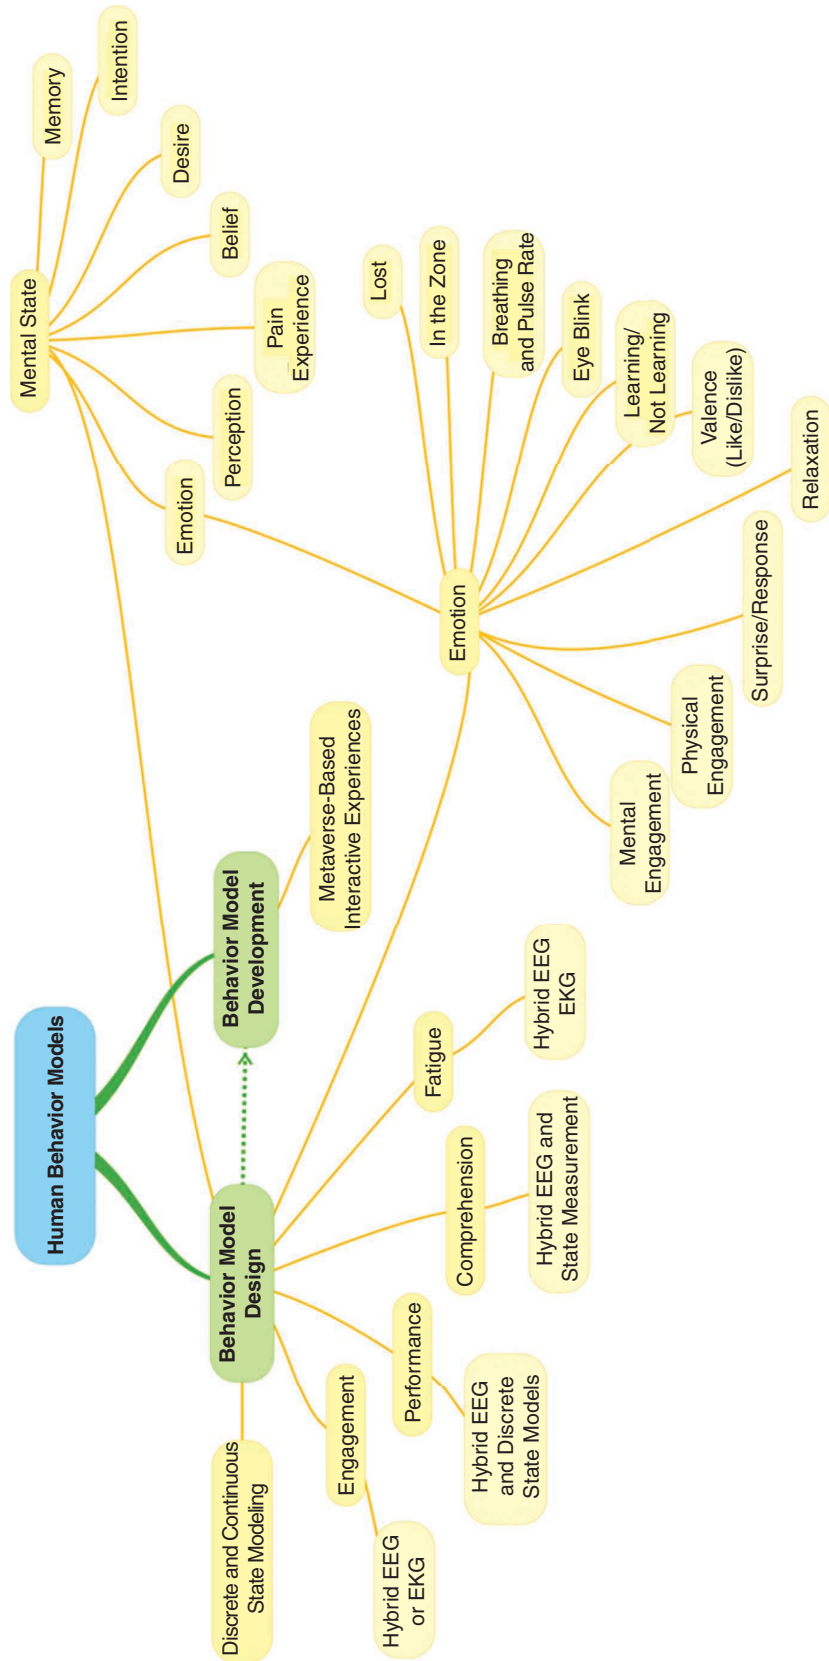 Human Behavior Models
Behavior Model
Design
Behavior Model
Development
Discrete and Continuous
State Modeling
Engagement
Hybrid EEG
or EKG
Performance
Hybrid EEG
and Discrete
State Models
Comprehension
Hybrid EEG and
State Measurement
Fatigue
Hybrid EEG
EKG
Metaverse-Based
Interactive Experiences
Mental State
Emotion
Perception
Pain
Experience
Belief
Desire
Intention
Memory
Emotion
Mental
Engagement
Physical
Engagement
Surprise/Response
Relaxation
Valence
(Like/Dislike)
Learning/
Not Learning
Eye Blink
Breathing
and Pulse Rate
In the Zone
Lost